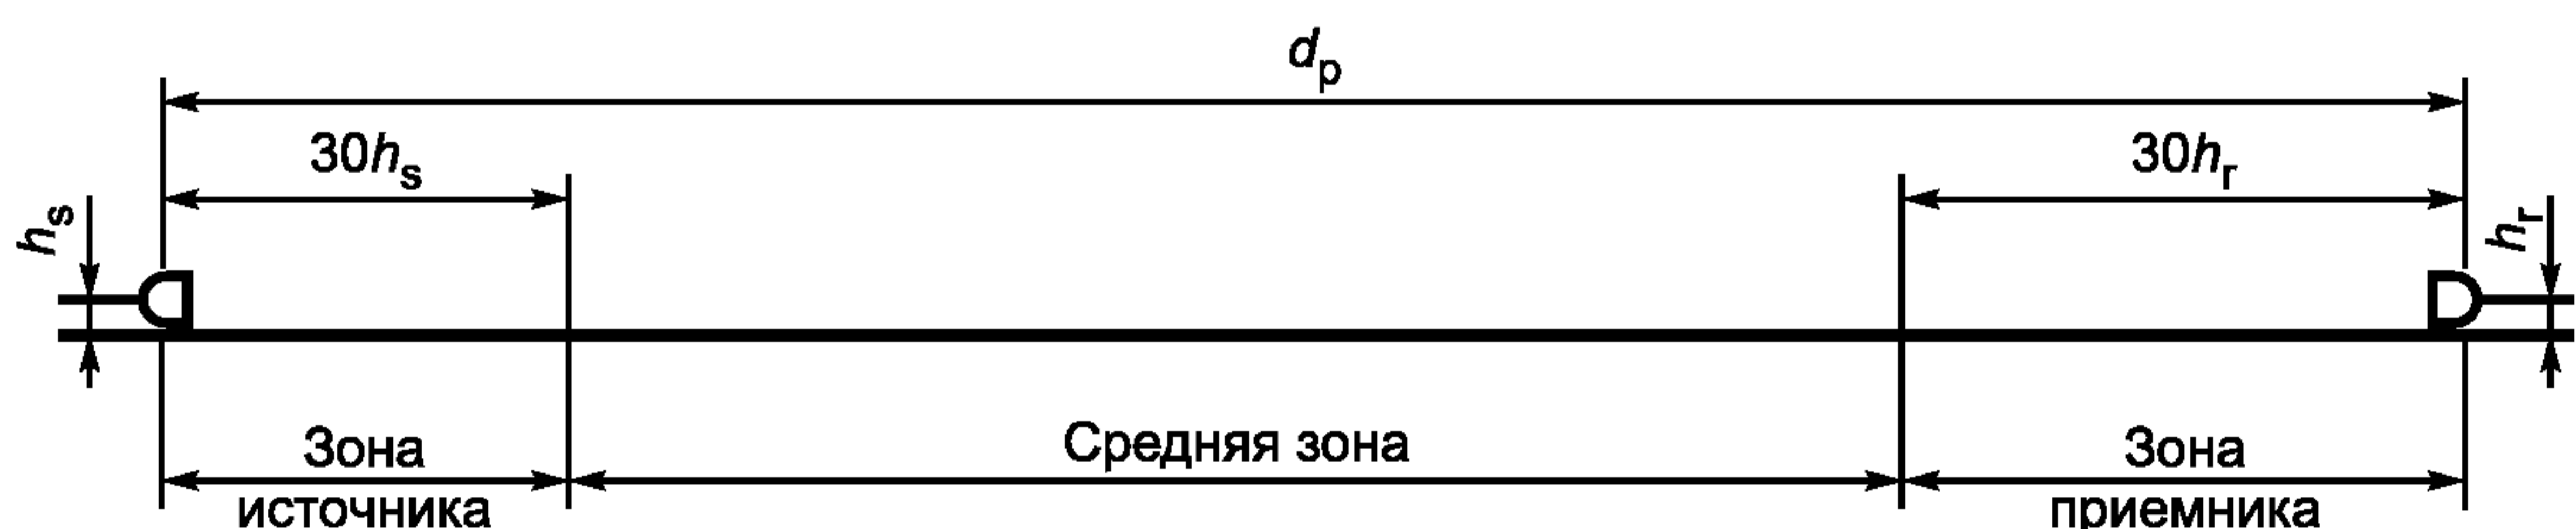 dₚ
30hₛ
30hᵣ
hₛ
hᵣ
Зона
источника
Средняя зона
Зона
приемника